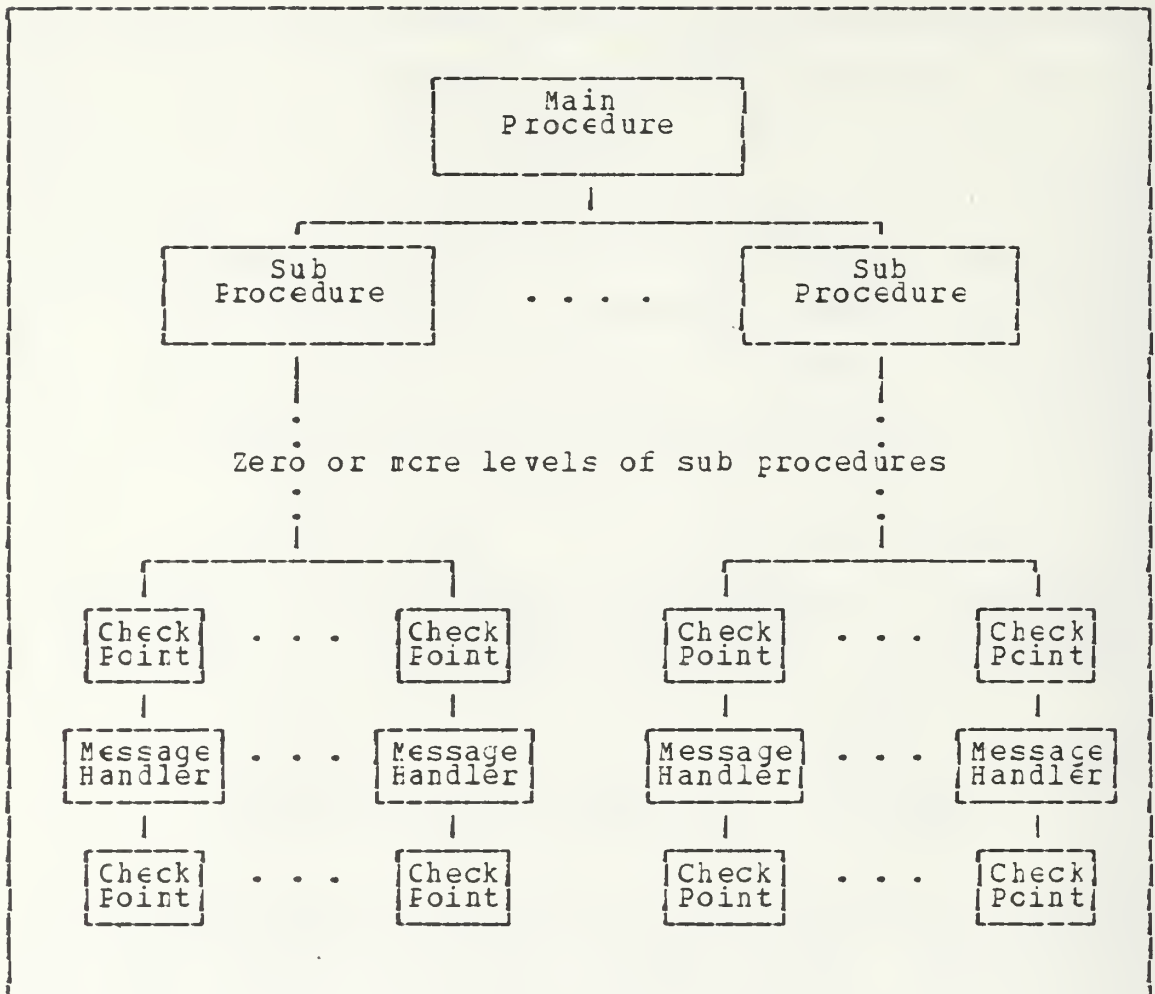 Main
Procedure
Sub
Procedure
. . . .
Sub
Procedure
Zero or more levels of sub procedures
Check
Point
. . .
Check
Point
Check
Point
. . .
Check
Point
Message
Handler
. . .
Message
Handler
Message
Handler
. . .
Message
Handler
Check
Point
. . .
Check
Point
Check
Point
. . .
Check
Point